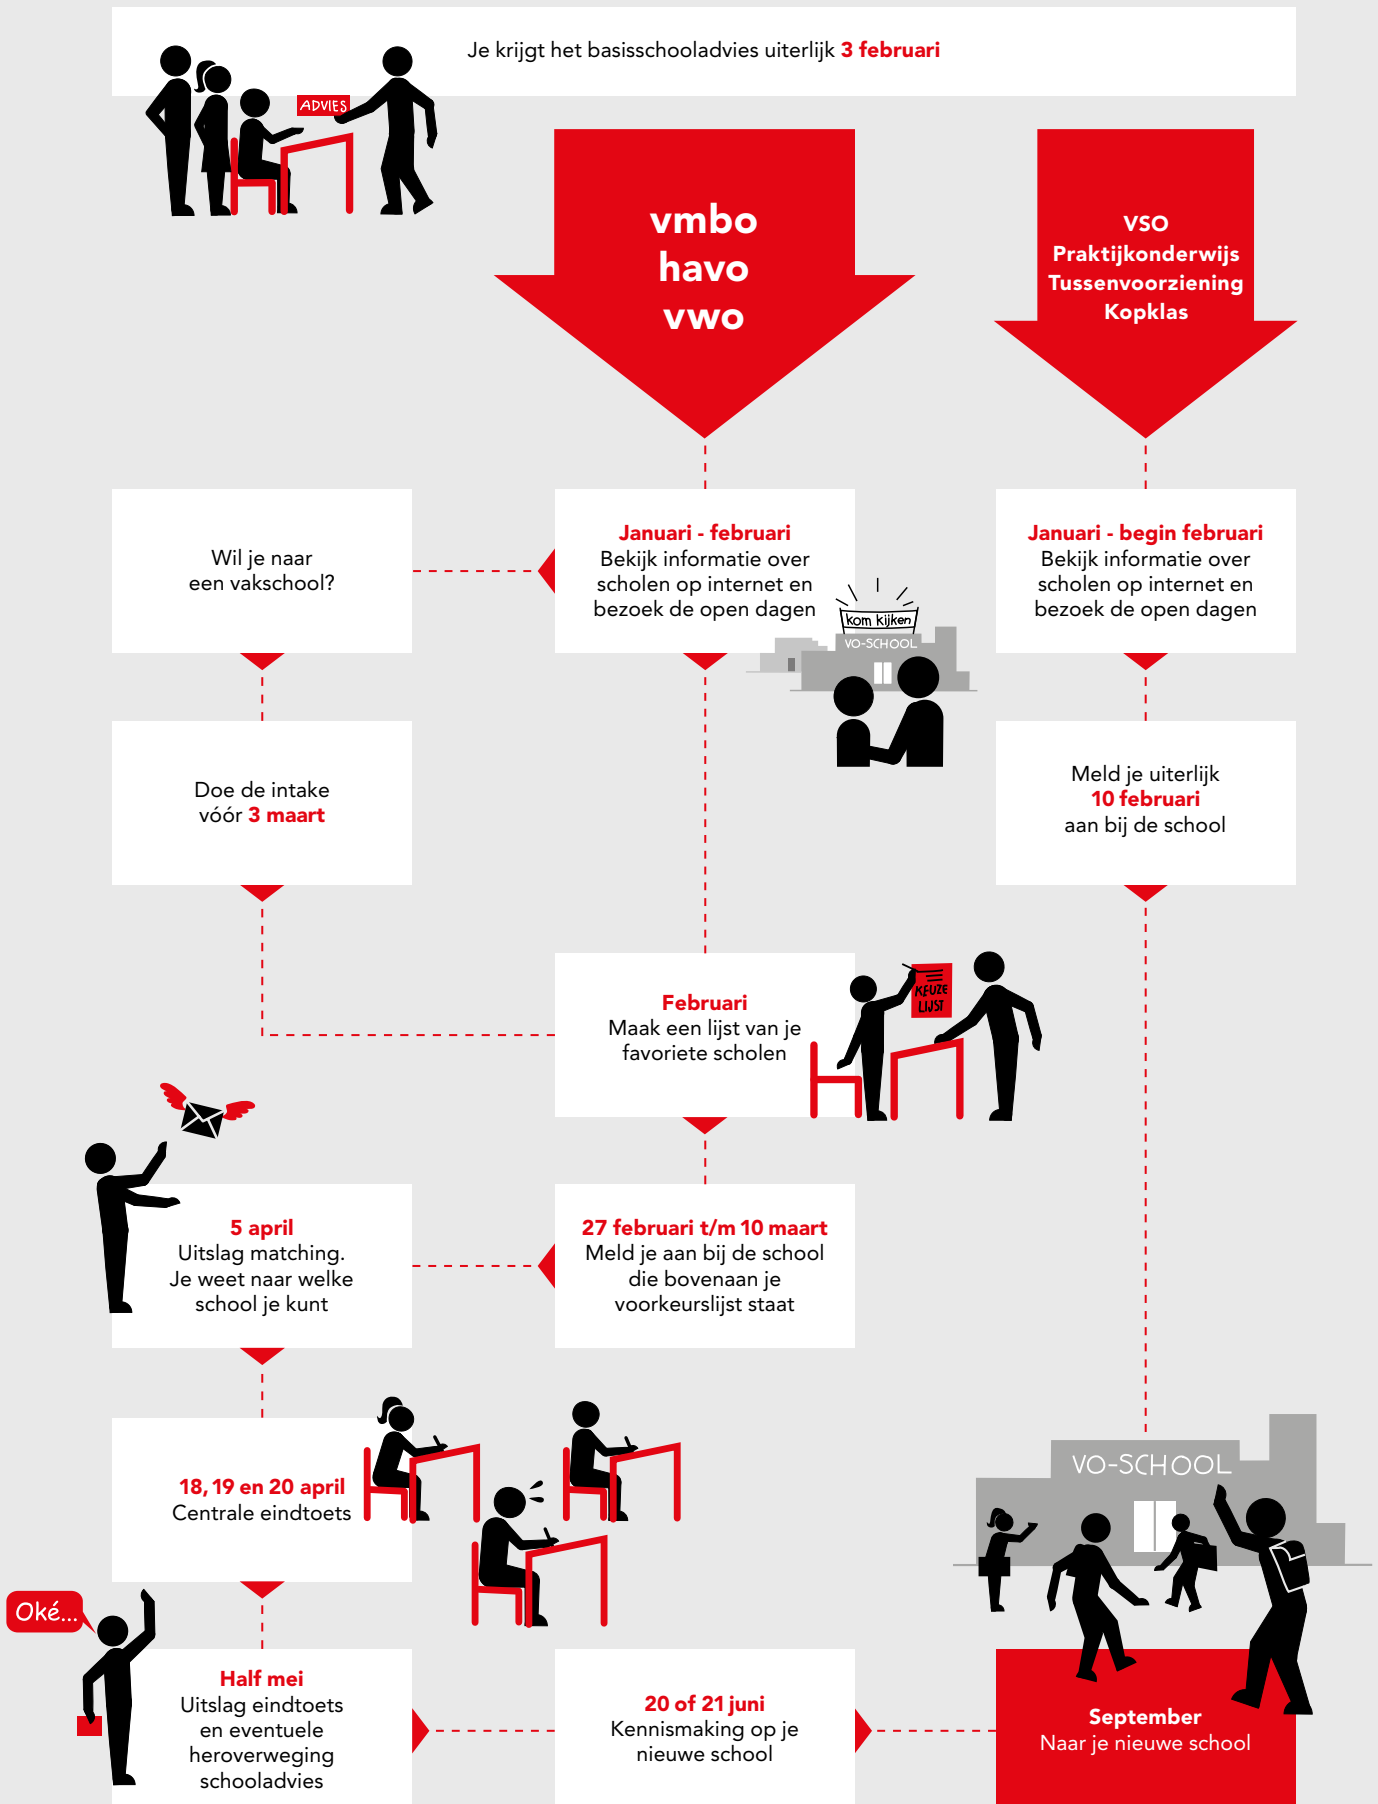 Je krijgt het basisschooladvies uiterlijk 3 februari
ADVIES
vmbo
havo
vwo
VSO
Praktijkonderwijs
Tussenvoorziening
Kopklas
Wil je naar
een vakschool?
Januari - februari
Bekijk informatie over
scholen op internet en
bezoek de open dagen
kom kijken
VO-SCHOOL
Januari - begin februari
Bekijk informatie over
scholen op internet en
bezoek de open dagen
Doe de intake
vóór 3 maart
Meld je uiterlijk
10 februari
aan bij de school
Februari
Maak een lijst van je
favoriete scholen
KEUZE
LIJST
5 april
Uitslag matching.
Je weet naar welke
school je kunt
27 februari t/m 10 maart
Meld je aan bij de school
die bovenaan je
voorkeurslijst staat
18, 19 en 20 april
Centrale eindtoets
VO-SCHOOL
Oké...
Half mei
Uitslag eindtoets
en eventuele
heroverweging
schooladvies
20 of 21 juni
Kennismaking op je
nieuwe school
September
Naar je nieuwe school